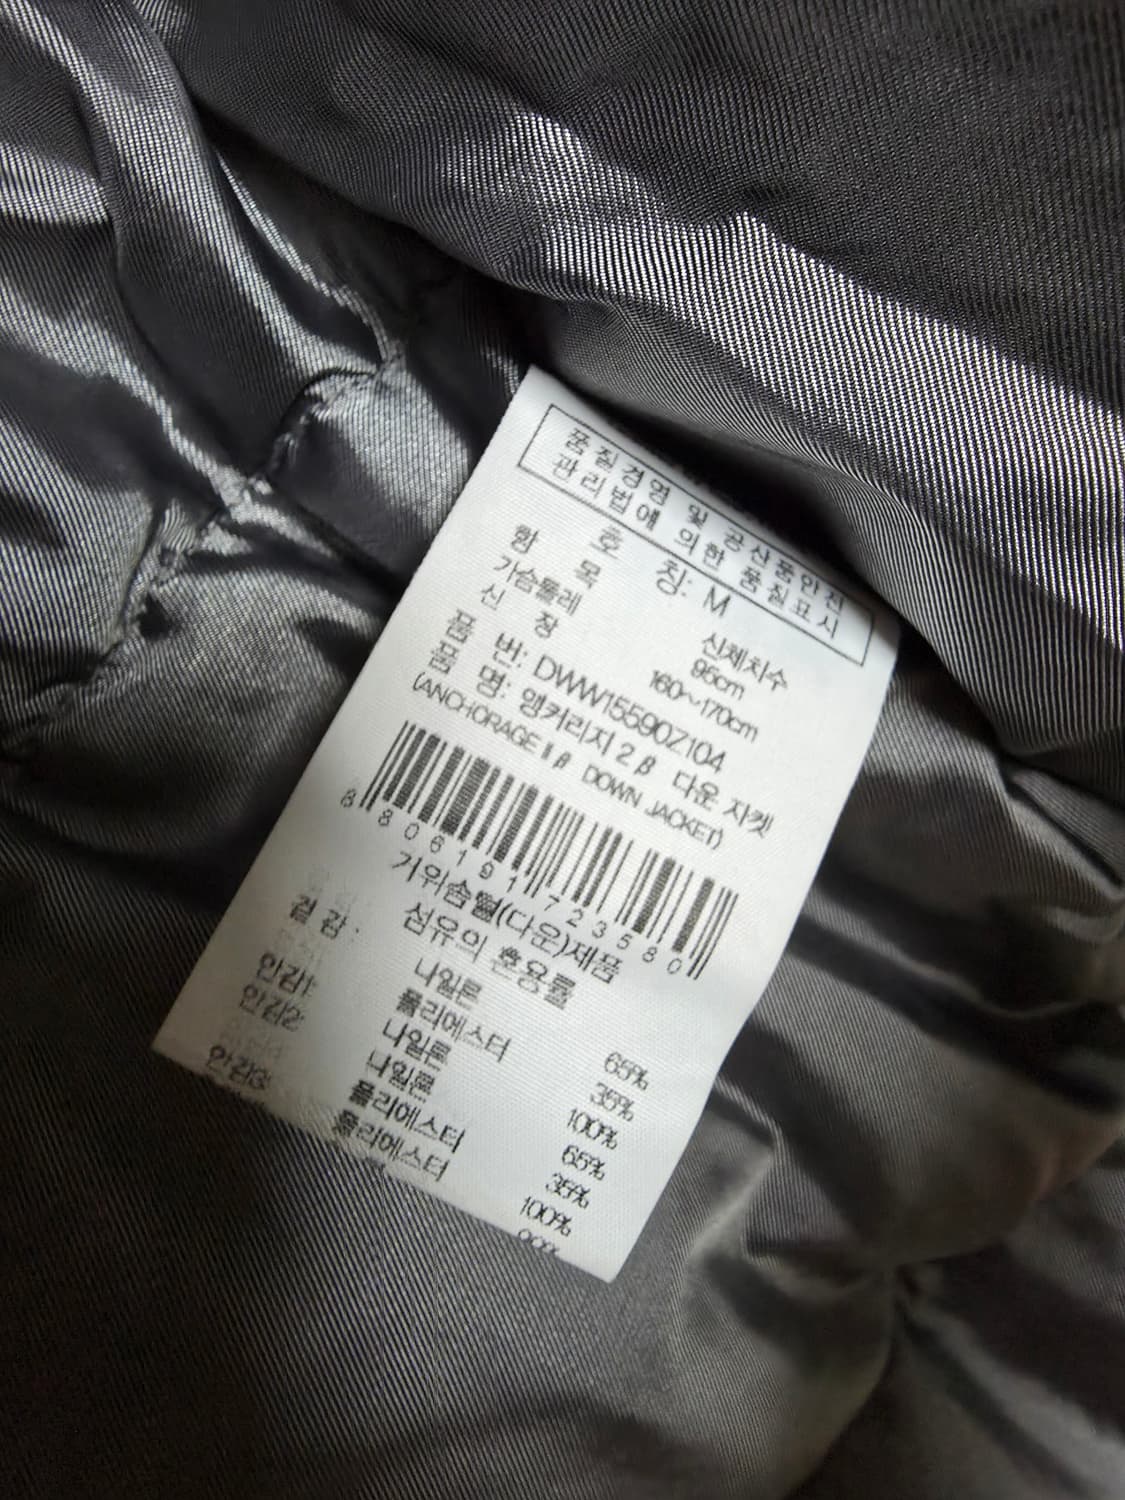 품질경영 및 공산품안전
관리법에 의한 품질표시
호 칭: M
항 목 신체치수
가슴둘레 95cm
신 장 160~170cm
품 번: DWW15590Z104
품 명: 앵커리지 2 β 다운 자켓
(ANCHORAGE II β DOWN JACKET)
8 806191 723580
거위솜털(다운)제품
섬유의 혼용률
겉감: 나일론 65%
폴리에스터 35%
안감1: 나일론 100%
안감2: 나일론 65%
폴리에스터 35%
안감3: 폴리에스터 100%